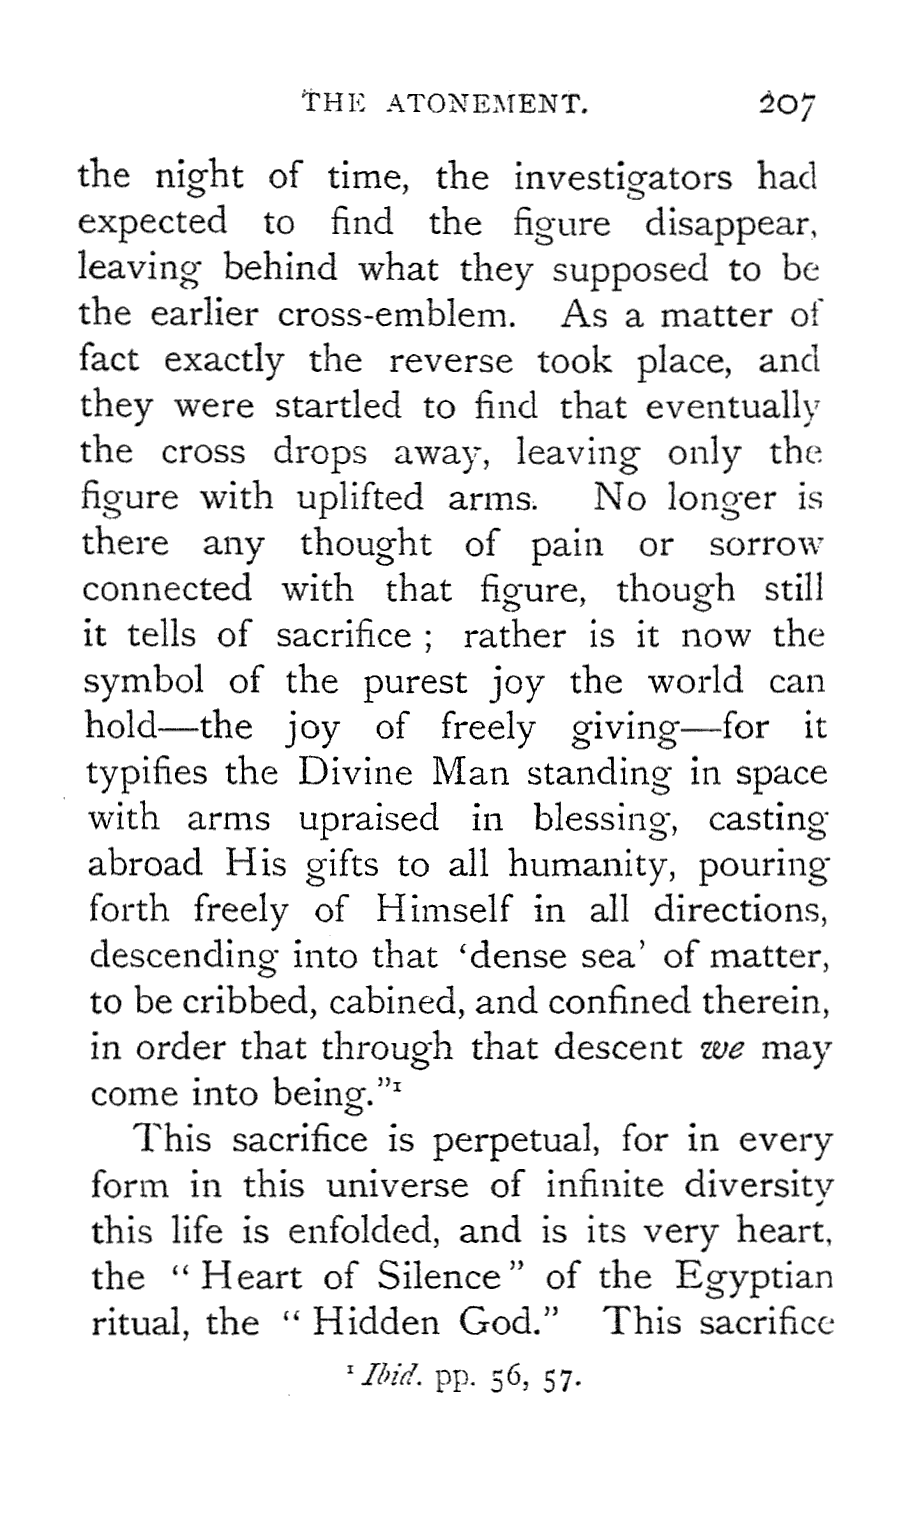 THE ATONEMENT. 207
the night of time, the investigators had
expected to find the figure disappear,
leaving behind what they supposed to be
the earlier cross-emblem. As a matter of
fact exactly the reverse took place, and
they were startled to find that eventually
the cross drops away, leaving only the
figure with uplifted arms. No longer is
there any thought of pain or sorrow
connected with that figure, though still
it tells of sacrifice ; rather is it now the
symbol of the purest joy the world can
hold—the joy of freely giving—for it
typifies the Divine Man standing in space
with arms upraised in blessing, casting
abroad His gifts to all humanity, pouring
forth freely of Himself in all directions,
descending into that ‘dense sea’ of matter,
to be cribbed, cabined, and confined therein,
in order that through that descent we may
come into being.”¹
This sacrifice is perpetual, for in every
form in this universe of infinite diversity
this life is enfolded, and is its very heart,
the “ Heart of Silence ” of the Egyptian
ritual, the “ Hidden God.” This sacrifice
¹ Ibid. pp. 56, 57.